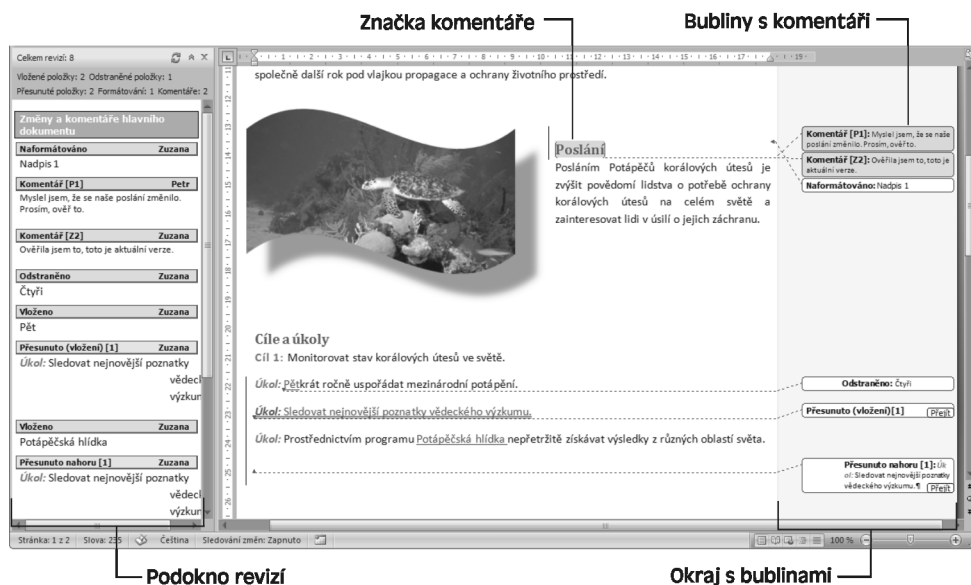 Značka komentáře
Bubliny s komentáři
Celkem revizí: 8
Vložené položky: 2 Odstraněné položky: 1
Přesunuté položky: 2 Formátování: 1 Komentáře: 2
Změny a komentáře hlavního
dokumentu
Naformátováno Zuzana
Nadpis 1
Komentář [P1] Petr
Myslel jsem, že se naše poslání změnilo.
Prosím, ověř to.
Komentář [Z2] Zuzana
Ověřila jsem to, toto je aktuální verze.
Odstraněno Zuzana
Čtyři
Vloženo Zuzana
Pět
Přesunuto (vložení) [1] Zuzana
Úkol: Sledovat nejnovější poznatky
vědeck
výzkun
Vloženo Zuzana
Potápěčská hlídka
Přesunuto nahoru [1] Zuzana
Úkol: Sledovat nejnovější poznatky
vědeck
výzkun
společně další rok pod vlajkou propagace a ochrany životního prostředí.
Poslání
Posláním Potápěčů korálových útesů je
zvýšit povědomí lidstva o potřebě ochrany
korálových útesů na celém světě a
zainteresovat lidi v úsilí o jejich záchranu.
Cíle a úkoly
Cíl 1: Monitorovat stav korálových útesů ve světě.
Úkol: Pětkrát ročně uspořádat mezinárodní potápění.
Úkol: Sledovat nejnovější poznatky vědeckého výzkumu.
Úkol: Prostřednictvím programu Potápěčská hlídka nepřetržitě získávat výsledky z různých oblastí světa.
Komentář [P1]: Myslel jsem, že se naše
poslání změnilo. Prosím, ověř to.
Komentář [Z2]: Ověřila jsem to, toto je
aktuální verze.
Naformátováno: Nadpis 1
Odstraněno: Čtyři
Přesunuto (vložení)[1] Přejít
Přesunuto nahoru [1]: Úk
ol: Sledovat nejnovější poznatky
vědeckého výzkumu.¶ Přejít
Stránka: 1 z 2 Slova: 235 Čeština Sledování změn: Zapnuto 100 %
Podokno revizí
Okraj s bublinami